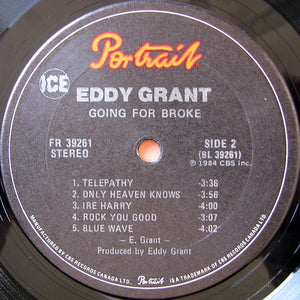 Portrait
ICE
EDDY GRANT
GOING FOR BROKE
FR 39261
STEREO
SIDE 2
(BL 39261)
℗ 1984 CBS Inc.
1. TELEPATHY -3:36
2. ONLY HEAVEN KNOWS -3:56
3. IRE HARRY -4:00
4. ROCK YOU GOOD -3:07
5. BLUE WAVE -4:02
– E. Grant –
Produced by Eddy Grant
MANUFACTURED BY CBS RECORDS CANADA LTD. Portrait IS A TRADEMARK OF CBS RECORDS CANADA LTD.